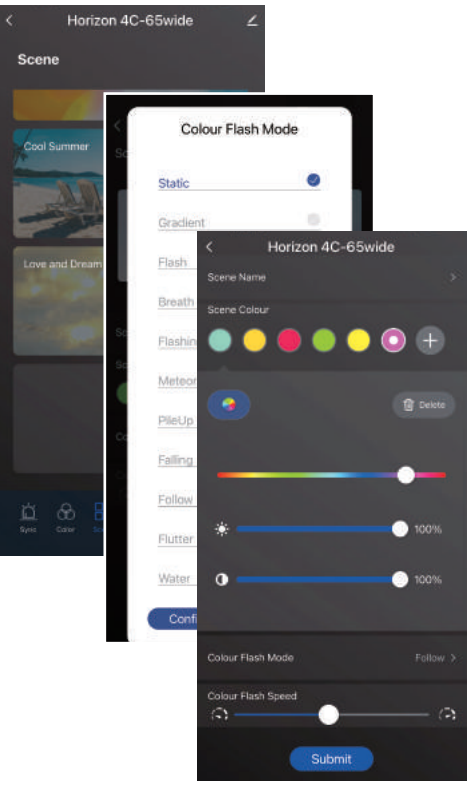 Horizon 4C-65wide
Scene
Cool Summer
Love and Dream
Sync
Color
Colour Flash Mode
Static
Gradient
Flash
Breath
Flashin
Meteor
PileUp
Falling
Follow
Flutter
Water
Confi
Horizon 4C-65wide
Scene Name
Scene Colour
Delete
100%
100%
Colour Flash Mode Follow
Colour Flash Speed
Submit